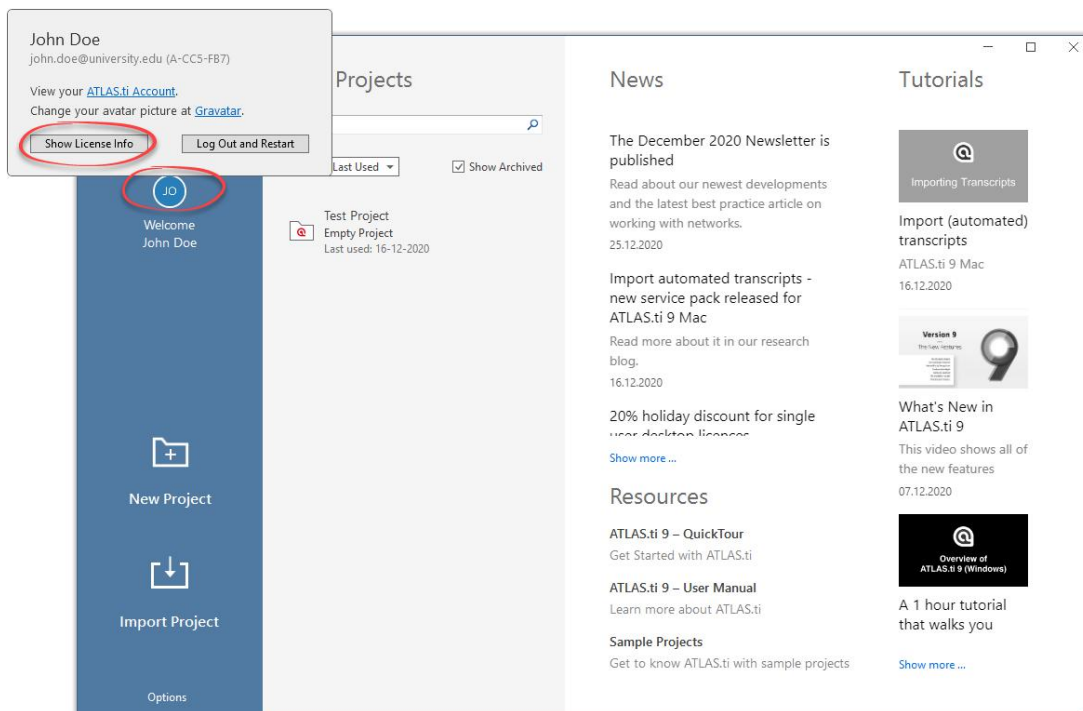 John Doe
john.doe@university.edu (A-CC5-FB7)
View your ATLAS.ti Account.
Change your avatar picture at Gravatar.
Show License Info
Log Out and Restart
JO
Welcome
John Doe
New Project
Import Project
Options
Projects
Last Used
Show Archived
Test Project
Empty Project
Last used: 16-12-2020
News
The December 2020 Newsletter is
published
Read about our newest developments
and the latest best practice article on
working with networks.
25.12.2020
Import automated transcripts -
new service pack released for
ATLAS.ti 9 Mac
Read more about it in our research
blog.
16.12.2020
20% holiday discount for single
user desktop licences
Show more ...
Resources
ATLAS.ti 9 – QuickTour
Get Started with ATLAS.ti
ATLAS.ti 9 – User Manual
Learn more about ATLAS.ti
Sample Projects
Get to know ATLAS.ti with sample projects
Tutorials
Importing Transcripts
Import (automated)
transcripts
ATLAS.ti 9 Mac
16.12.2020
Version 9
The New Features
9
What's New in
ATLAS.ti 9
This video shows all of
the new features
07.12.2020
Overview of
ATLAS.ti 9 (Windows)
A 1 hour tutorial
that walks you
Show more ...